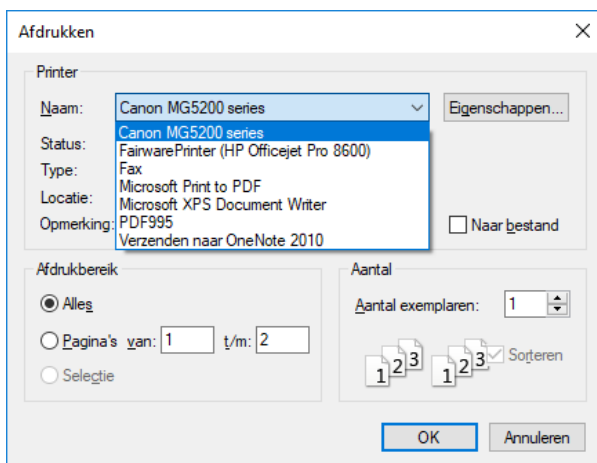 Afdrukken
Printer
Naam: Canon MG5200 series Eigenschappen...
Canon MG5200 series
Status: FairwarePrinter (HP Officejet Pro 8600)
Type: Fax
Microsoft Print to PDF
Locatie: Microsoft XPS Document Writer
Opmerking: PDF995 Naar bestand
Verzenden naar OneNote 2010
Afdrukbereik Aantal
Alles Aantal exemplaren: 1
Pagina's van: 1 t/m: 2
1 2 3 1 2 3 Sorteren
Selectie
OK Annuleren